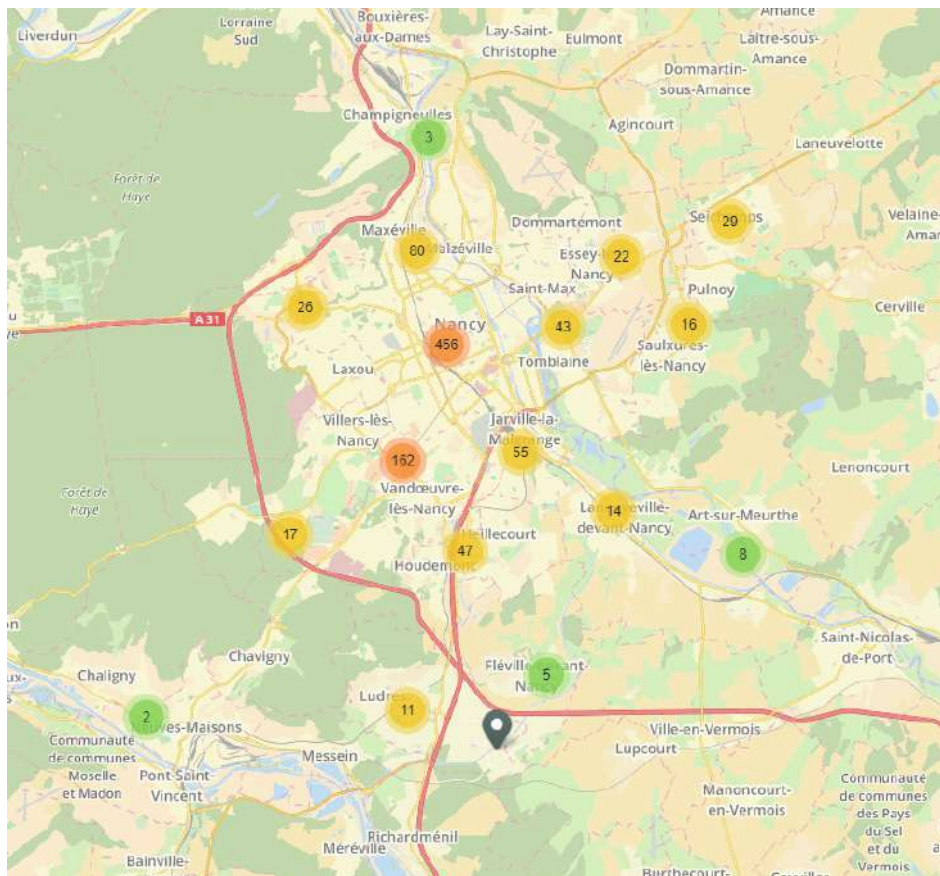 Bouxières-
aux-Dames
Liverdun
Lorraine
Sud
Lay-Saint-
Christophe
Eulmont
Amance
Laître-sous-
Amance
Dommartin-
sous-Amance
Champigneulles
3
Agincourt
Laneuvelotte
Forêt de
Haye
Dommartemont
29
Maxéville
80
Malzéville
Essey-
Nancy
22
Saint-Max
Pulnoy
Cerville
26
A 31
Nancy
456
43
16
Saulxures-
lès-Nancy
Tomblaine
Laxou
Villers-lès-
Nancy
Jarville-la-
Malgrange
55
162
Vandœuvre-
lès-Nancy
Lenoncourt
Forêt de
Haye
14
devant-Nancy
Art-sur-Meurthe
8
17
47
Heillecourt
Houdemont
Saint-Nicolas-
de-Port
Chavigny
Chaligny
5
Nancy
2
Maisons
11
Communauté
de communes
Moselle
et Madon
Pont-Saint-
Vincent
Messein
Ville-en-Vermois
Lupcourt
Manoncourt-
en-Vermois
Communauté
de communes
des Pays
du Sel
et du
Vermois
Richardménil
Méréville
Bainville-